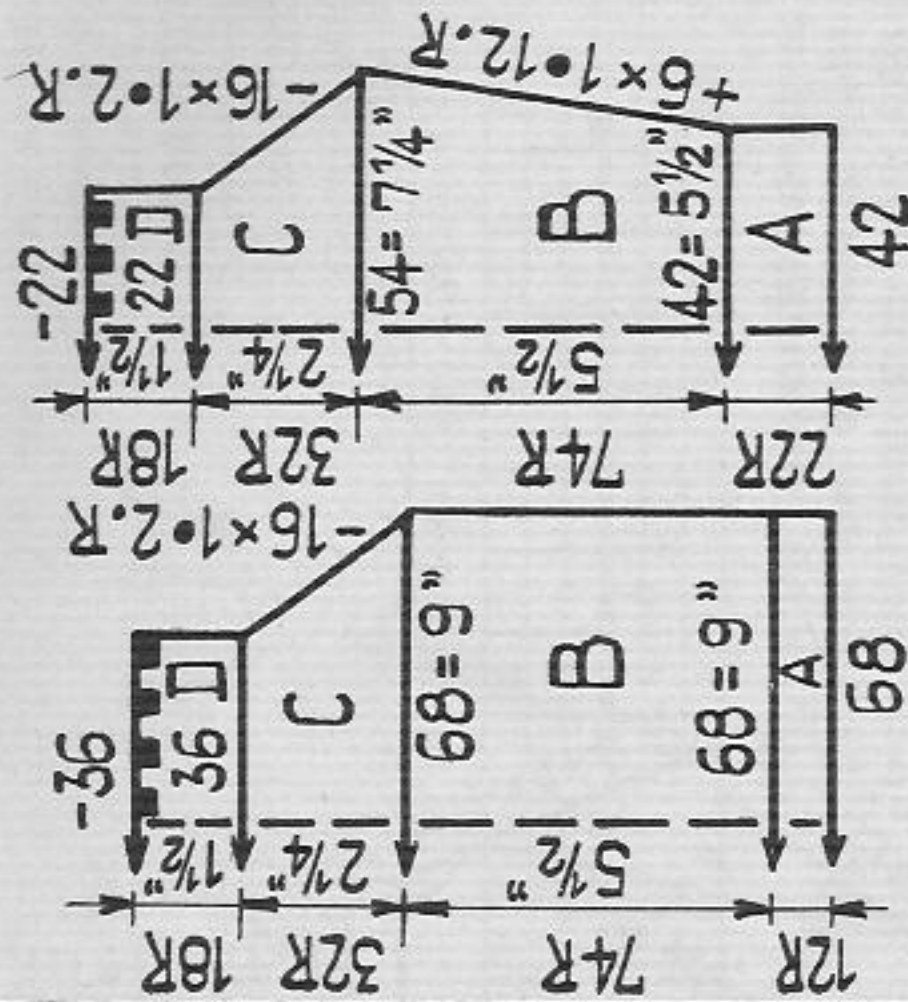 -16×1•2.R
+6×1•12.R
-22
22 D
C
54= 7¼"
B
42= 5½"
A
42
1½"
2¼"
5½"
18R
32R
74R
22R
-16×1•2.R
-36
36 D
C
68= 9"
B
68= 9"
A
68
1½"
2¼"
5½"
18R
32R
74R
12R